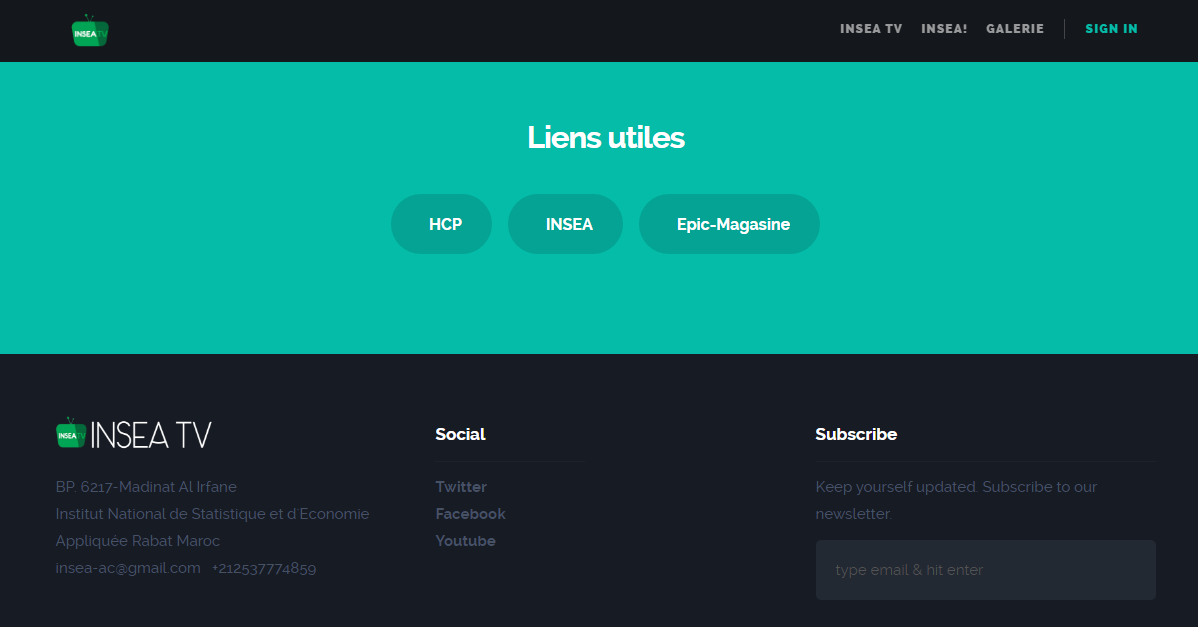 INSEA TV
INSEA TV INSEA! GALERIE SIGN IN
Liens utiles
HCP INSEA Epic-Magasine
INSEA TV INSEA TV
BP. 6217-Madinat Al Irfane
Institut National de Statistique et d'Economie
Appliquée Rabat Maroc
insea-ac@gmail.com +212537774859
Social
Twitter
Facebook
Youtube
Subscribe
Keep yourself updated. Subscribe to our
newsletter.
type email & hit enter